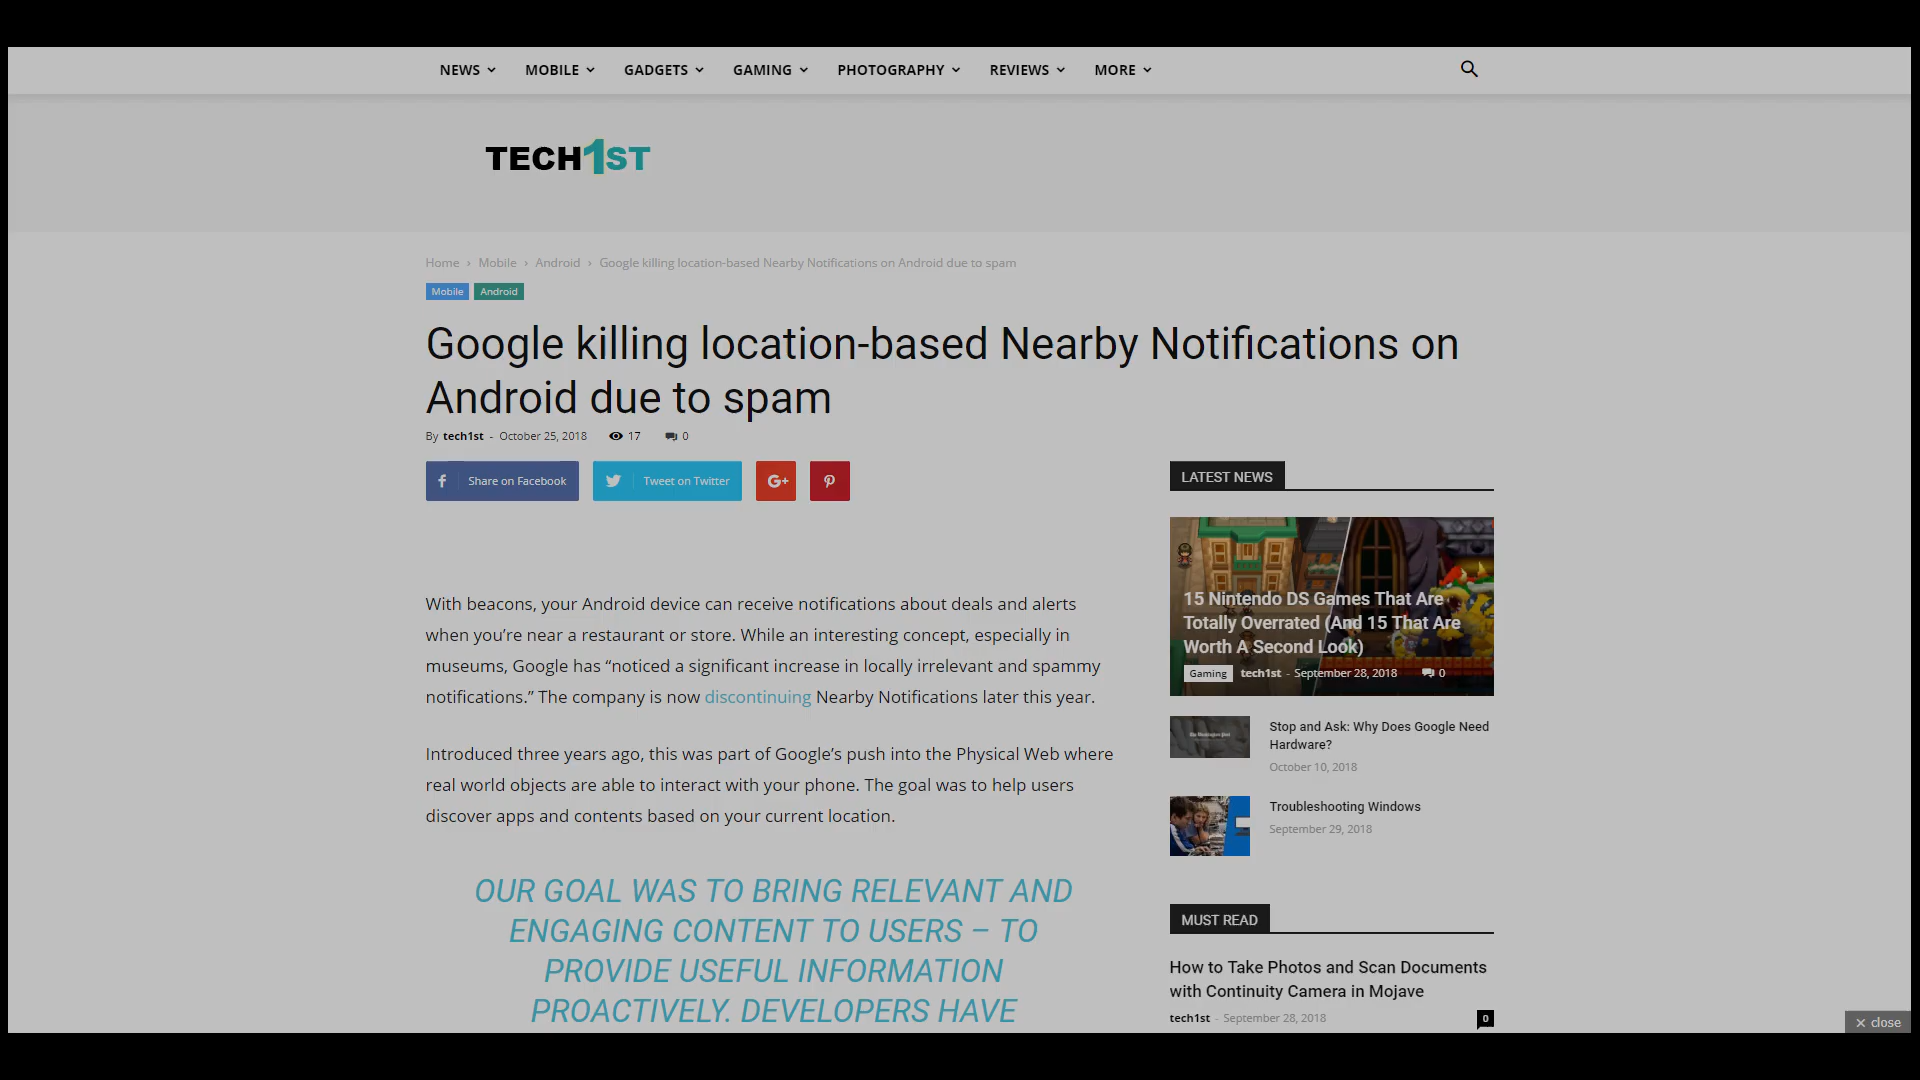 NEWS MOBILE GADGETS GAMING PHOTOGRAPHY REVIEWS MORE
TECH1ST
Home › Mobile › Android › Google killing location-based Nearby Notifications on Android due to spam
Mobile Android
Google killing location-based Nearby Notifications on
Android due to spam
By tech1st - October 25, 2018 17 0
Share on Facebook Tweet on Twitter G+
With beacons, your Android device can receive notifications about deals and alerts
when you’re near a restaurant or store. While an interesting concept, especially in
museums, Google has “noticed a significant increase in locally irrelevant and spammy
notifications.” The company is now discontinuing Nearby Notifications later this year.
Introduced three years ago, this was part of Google’s push into the Physical Web where
real world objects are able to interact with your phone. The goal was to help users
discover apps and contents based on your current location.
OUR GOAL WAS TO BRING RELEVANT AND
ENGAGING CONTENT TO USERS – TO
PROVIDE USEFUL INFORMATION
PROACTIVELY. DEVELOPERS HAVE
LATEST NEWS
15 Nintendo DS Games That Are
Totally Overrated (And 15 That Are
Worth A Second Look)
Gaming tech1st - September 28, 2018 0
Stop and Ask: Why Does Google Need
Hardware?
October 10, 2018
Troubleshooting Windows
September 29, 2018
MUST READ
How to Take Photos and Scan Documents
with Continuity Camera in Mojave
tech1st - September 28, 2018 0
× close